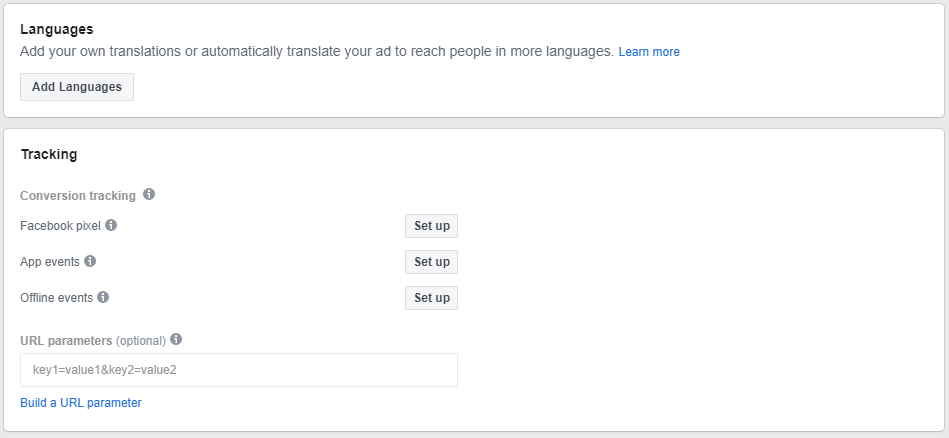 Languages
Add your own translations or automatically translate your ad to reach people in more languages. Learn more
Add Languages
Tracking
Conversion tracking
Facebook pixel Set up
App events Set up
Offline events Set up
URL parameters (optional)
key1=value1&key2=value2
Build a URL parameter